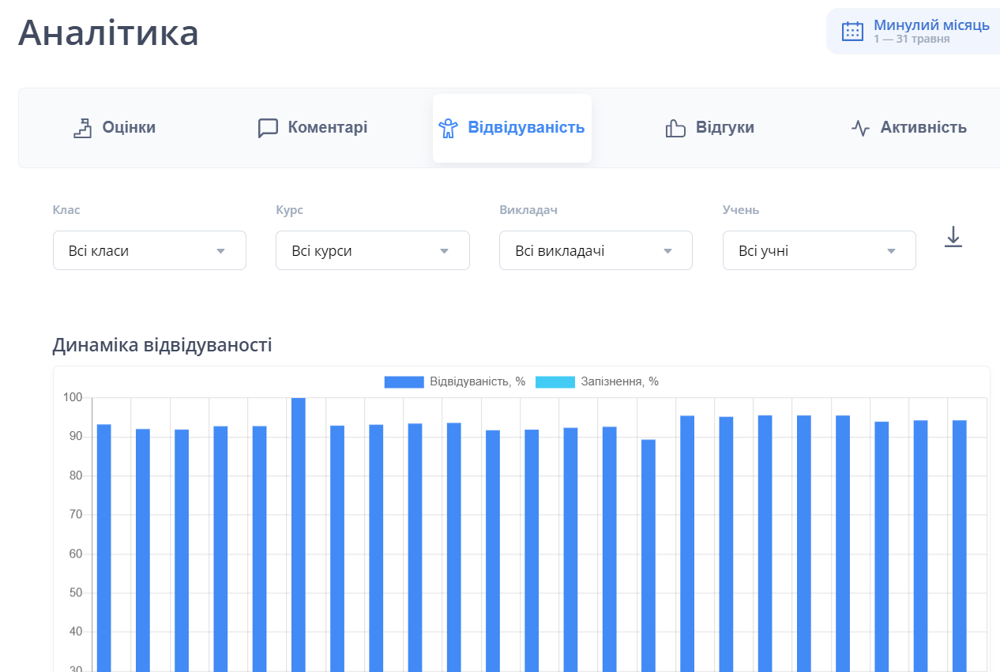 Аналітика
Минулий місяць
1 — 31 травня
Оцінки
Коментарі
Відвідуваність
Відгуки
Активність
Клас
Курс
Викладач
Учень
Всі класи
Всі курси
Всі викладачі
Всі учні
Динаміка відвідуваності
Відвідуваність, %
Запізнення, %
100
90
80
70
60
50
40
30